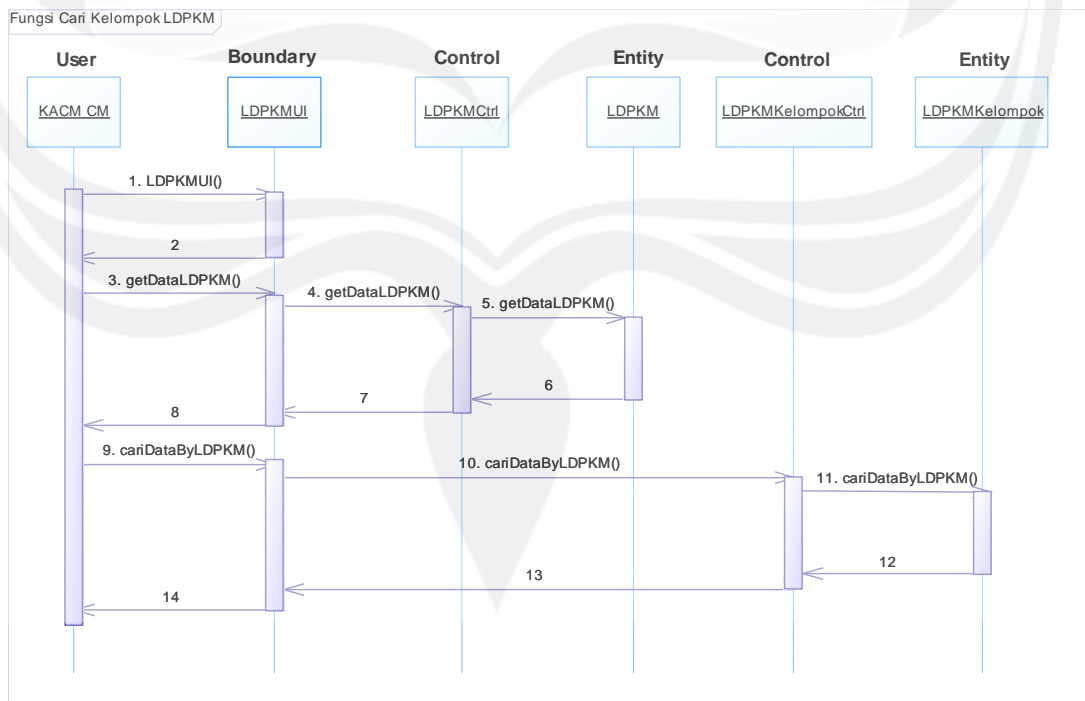 Fungsi Cari Kelompok LDPKM
User
Boundary
Control
Entity
Control
Entity
KACM CM
LDPKMUI
LDPKMCtrl
LDPKM
LDPKMKelompokCtrl
LDPKMKelompok
1. LDPKMUI()
2
3. getDataLDPKM()
4. getDataLDPKM()
5. getDataLDPKM()
6
7
8
9. cariDataByLDPKM()
10. cariDataByLDPKM()
11. cariDataByLDPKM()
12
13
14